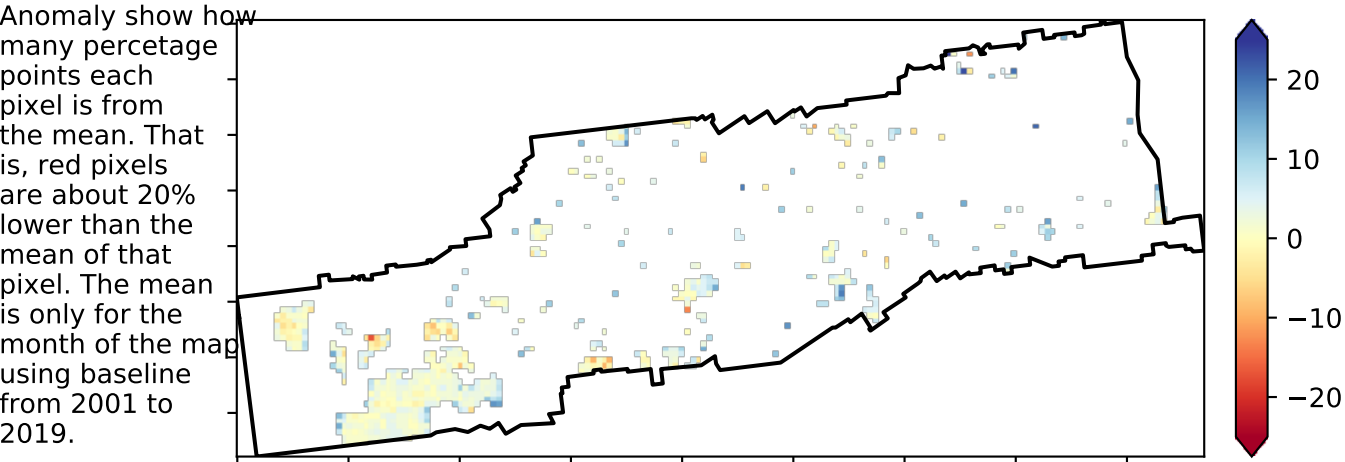 Anomaly show how
many percetage
points each
pixel is from
the mean. That
is, red pixels
are about 20%
lower than the
mean of that
pixel. The mean
is only for the
month of the map
using baseline
from 2001 to
2019.
20
10
0
−10
−20